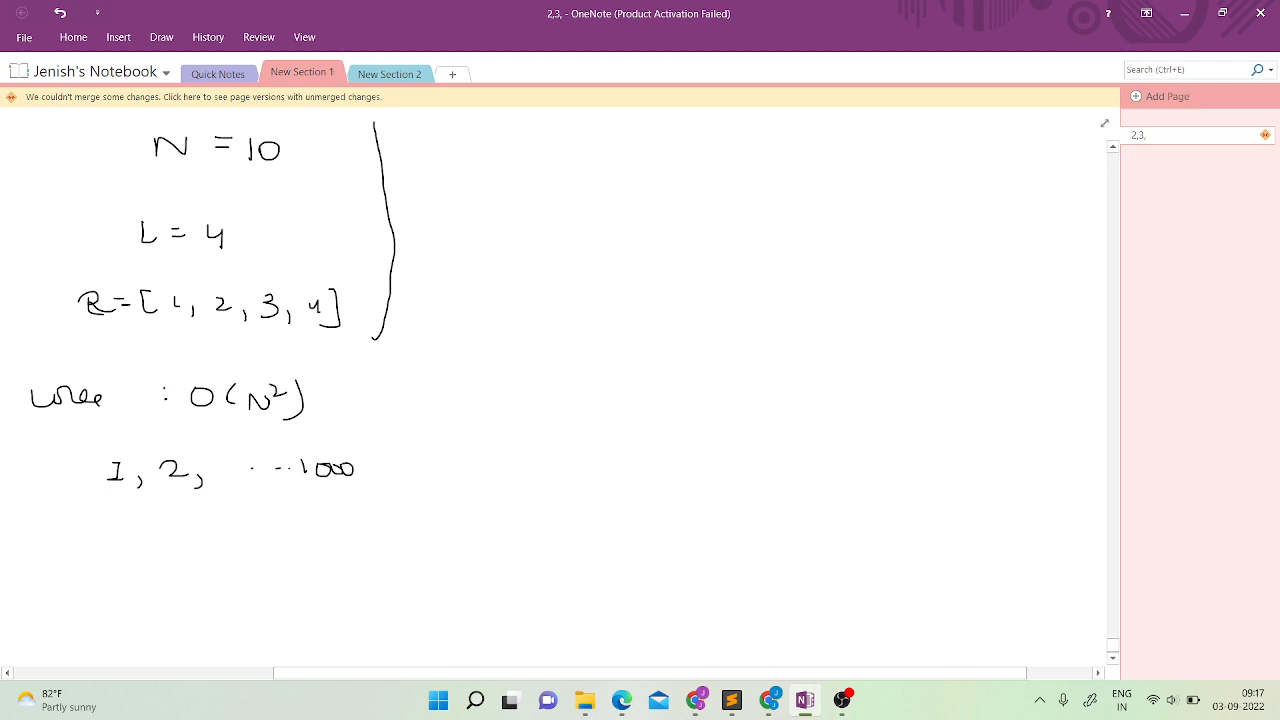 2,3, - OneNote (Product Activation Failed)
?
File Home Insert Draw History Review View
Jenish's Notebook Quick Notes New Section 1 New Section 2 +
Search (Ctrl+E)
We couldn't merge some changes. Click here to see page versions with unmerged changes.
Add Page
2,3,
N = 10
L = 4
R = [ 1, 2, 3, 4 ]
: O(N²)
1, 2, ....1000
82°F
Partly sunny
ENG
IN
09:17
03-09-2022